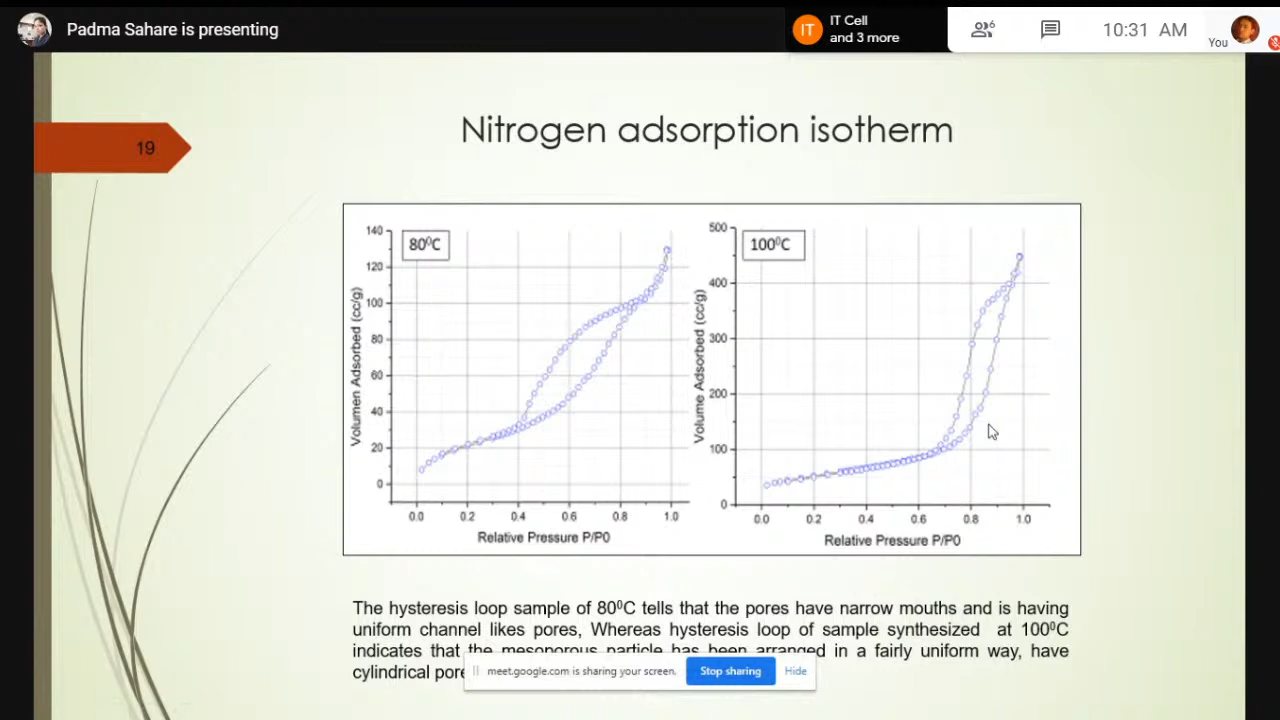 Padma Sahare is presenting
IT
IT Cell
and 3 more
6
10:31 AM
You
19
Nitrogen adsorption isotherm
80⁰C
140
120
100
80
60
40
20
0
Volumen Adsorbed (cc/g)
0.0 0.2 0.4 0.6 0.8 1.0
Relative Pressure P/P0
100⁰C
500
400
300
200
100
0
Volume Adsorbed (cc/g)
0.0 0.2 0.4 0.6 0.8 1.0
Relative Pressure P/P0
The hysteresis loop sample of 80⁰C tells that the pores have narrow mouths and is having
uniform channel likes pores, Whereas hysteresis loop of sample synthesized at 100⁰C
indicates that the mesoporous particle has been arranged in a fairly uniform way, have
cylindrical pore
meet.google.com is sharing your screen.
Stop sharing
Hide